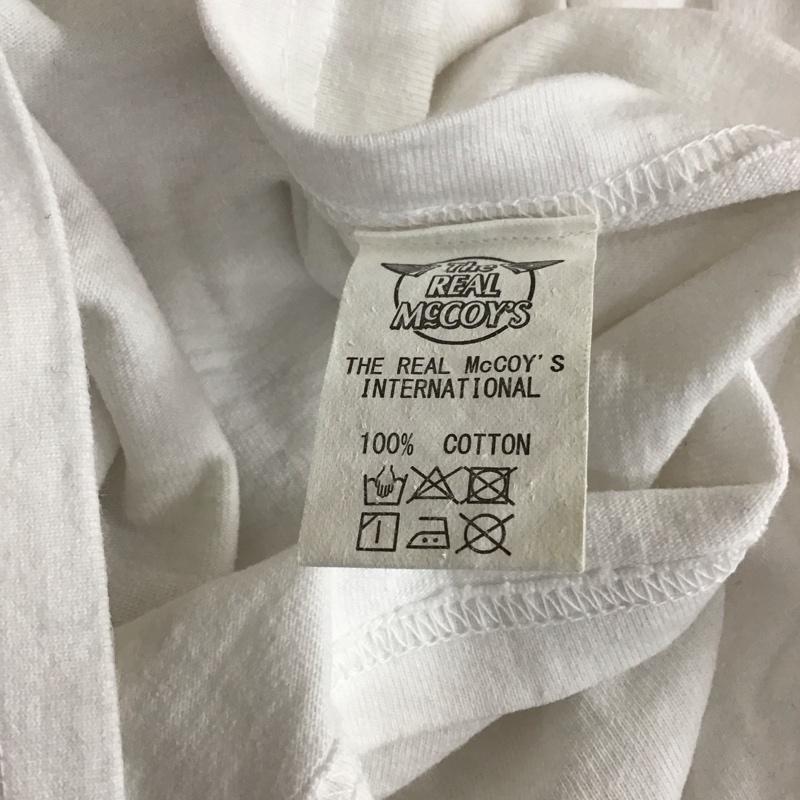 The
REAL
McCOY'S
THE REAL McCOY'S
INTERNATIONAL
100% COTTON